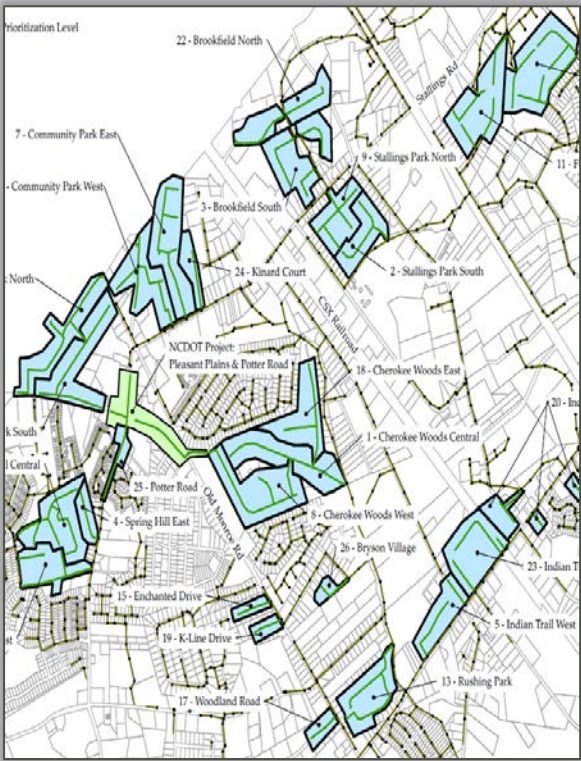 Prioritization Level
22 - Brookfield North
Stallings Rd
7 - Community Park East
9 - Stallings Park North
11 - F
- Community Park West
3 - Brookfield South
24 - Kinard Court
2 - Stallings Park South
k North
CSX Railroad
NCDOT Project:
Pleasant Plains & Potter Road
18 - Cherokee Woods East
20 - Ind
k South
1 - Cherokee Woods Central
l Central
25 - Potter Road
Old Monroe Rd
8 - Cherokee Woods West
4 - Spring Hill East
26 - Bryson Village
23 - Indian T
15 - Enchanted Drive
5 - Indian Trail West
19 - K-Line Drive
st
13 - Rushing Park
17 - Woodland Road